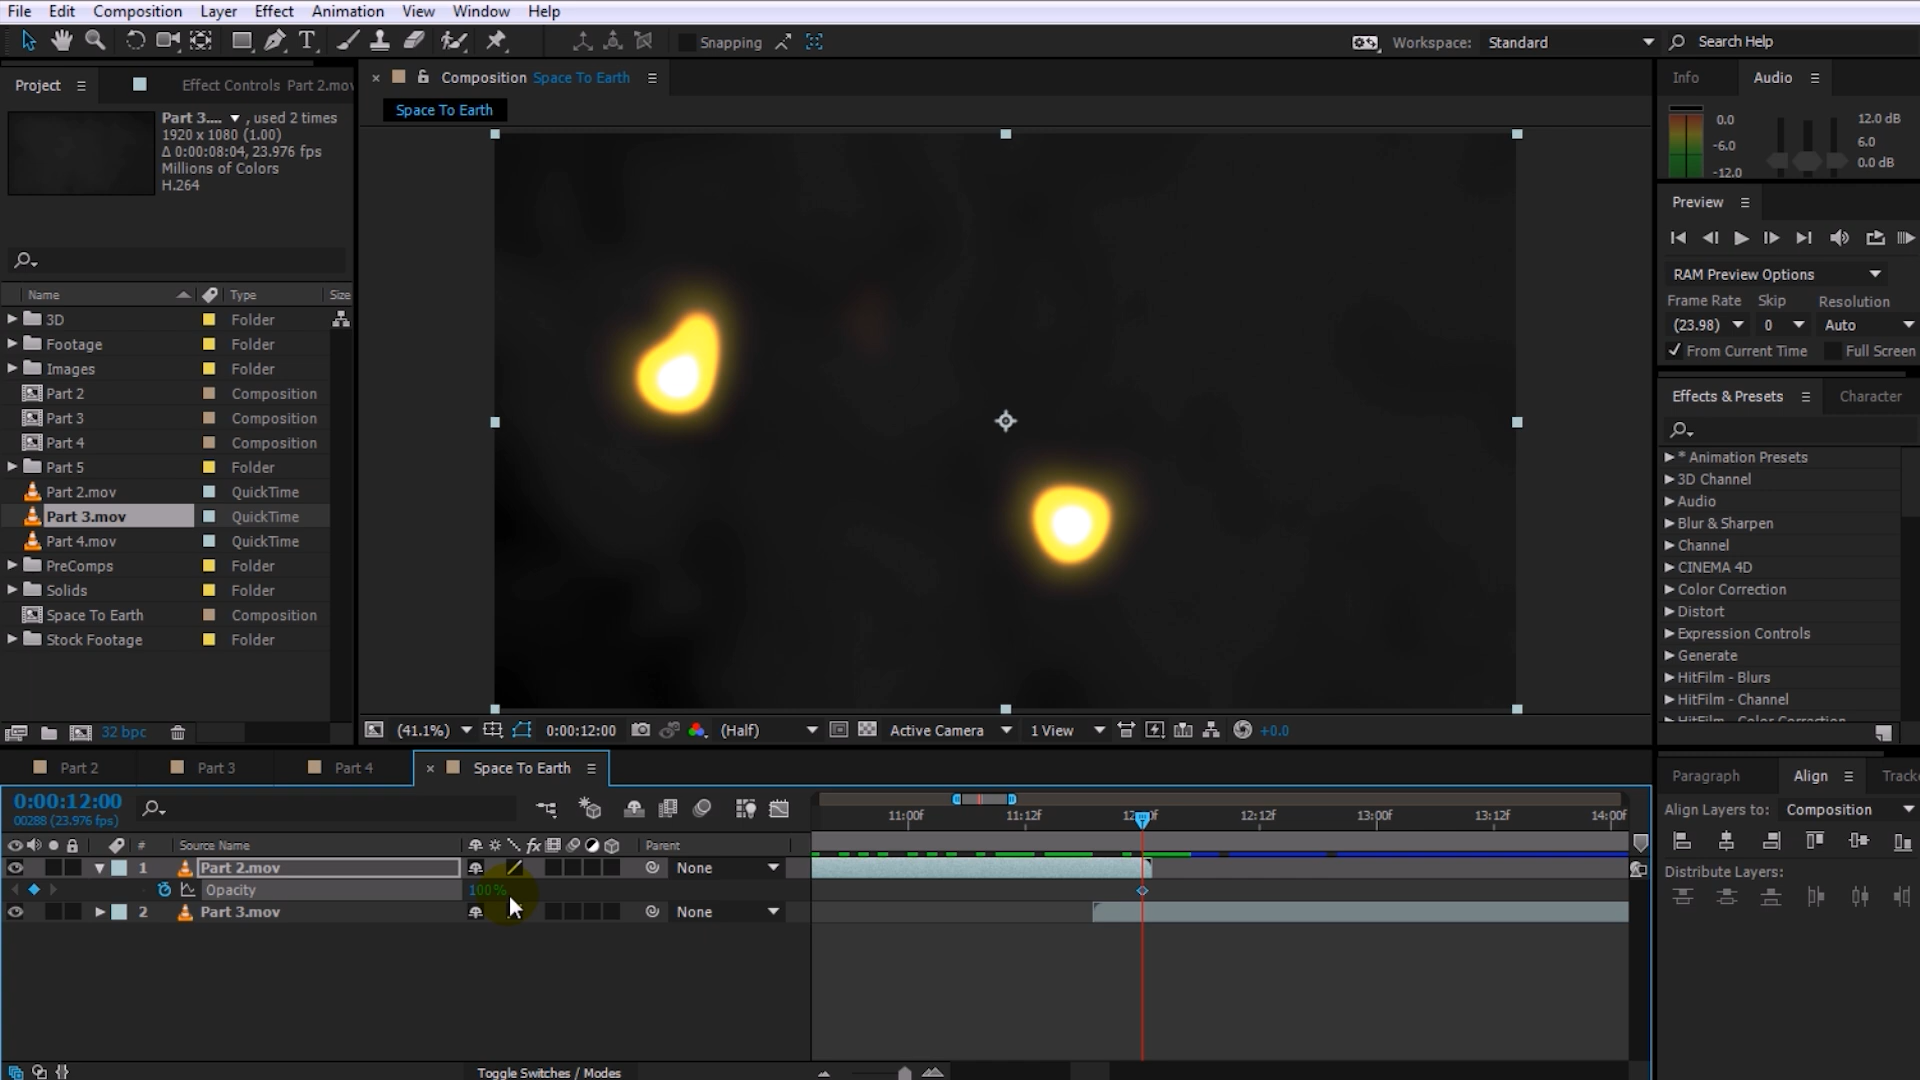 File Edit Composition Layer Effect Animation View Window Help
Snapping Workspace: Standard Search Help
Project Effect Controls Part 2.mov
Part 3.... , used 2 times
1920 x 1080 (1.00)
Δ 0:00:08:04, 23.976 fps
Millions of Colors
H.264
Name Type Size
3D Folder
Footage Folder
Images Folder
Part 2 Composition
Part 3 Composition
Part 4 Composition
Part 5 Folder
Part 2.mov QuickTime
Part 3.mov QuickTime
Part 4.mov QuickTime
PreComps Folder
Solids Folder
Space To Earth Composition
Stock Footage Folder
32 bpc
Composition Space To Earth
Space To Earth
(41.1%) 0:00:12:00 (Half) Active Camera 1 View +0.0
Info Audio
0.0 12.0 dB
-6.0 6.0
-12.0 0.0 dB
Preview
RAM Preview Options
Frame Rate Skip Resolution
(23.98) 0 Auto
From Current Time Full Screen
Effects & Presets Character
* Animation Presets
3D Channel
Audio
Blur & Sharpen
Channel
CINEMA 4D
Color Correction
Distort
Expression Controls
Generate
HitFilm - Blurs
HitFilm - Channel
HitFilm - Color Correction
Part 2 Part 3 Part 4 Space To Earth
0:00:12:00
00288 (23.976 fps)
# Source Name fx Parent
1 Part 2.mov None
Opacity 100%
2 Part 3.mov None
11:00f 11:12f 12:12f 13:00f 13:12f 14:00f
Toggle Switches / Modes
Paragraph Align
Align Layers to: Composition
Distribute Layers: